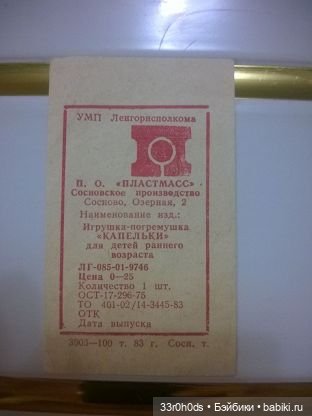 УМП Ленгорисполкома
П. О. «ПЛАСТМАСС»
Сосновское производство
Сосново, Озерная, 2
Наименование изд.:
Игрушка-погремушка
«КАПЕЛЬКИ»
для детей раннего
возраста
ЛГ-085-01-9746
Цена 0—25
Количество 1 шт.
ОСТ-17-296-75
ТО 401-02/14-3445-83
ОТК
Дата выпуска
3903—100 т. 83 г. Сосн. т.
33r0h0ds • Бэйбики • babiki.ru